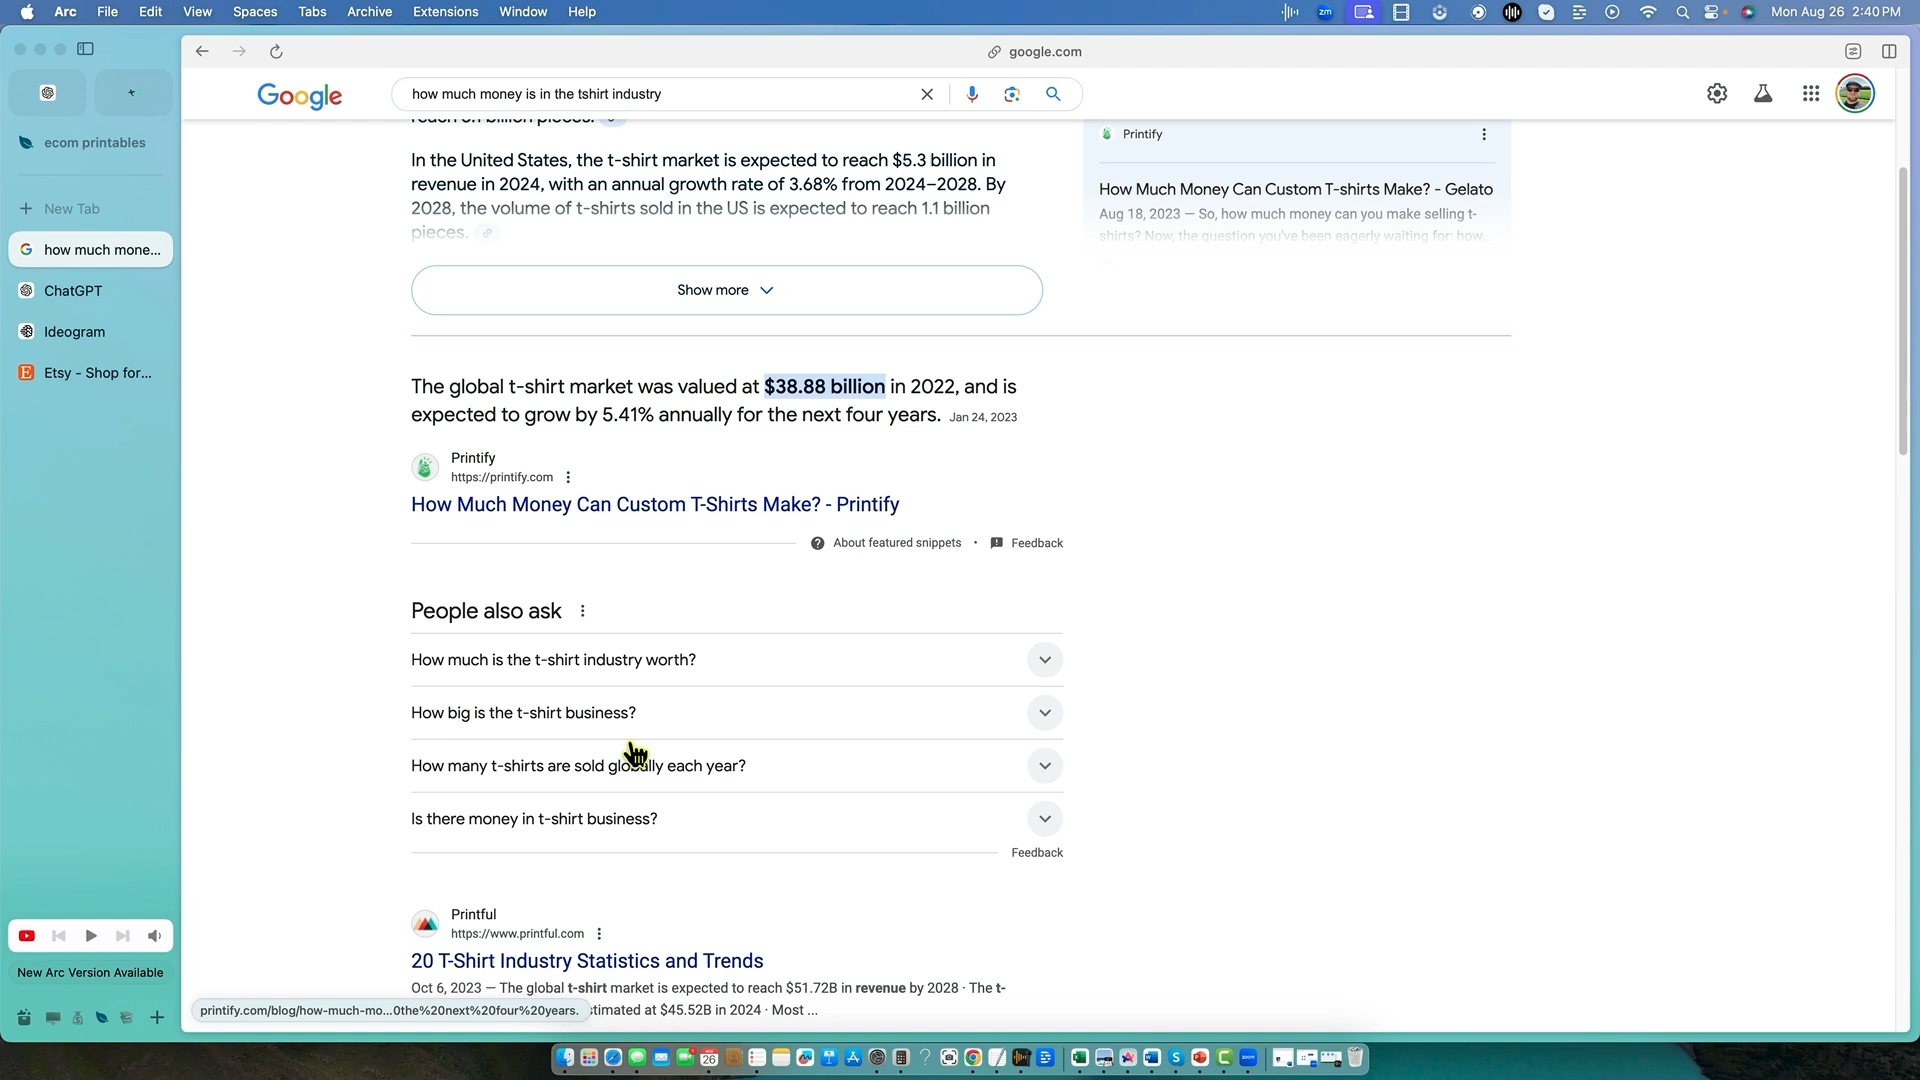 Arc File Edit View Spaces Tabs Archive Extensions Window Help
zm
Mon Aug 26 2:40 PM
google.com
Google
how much money is in the tshirt industry
ecom printables
New Tab
how much mone...
ChatGPT
Ideogram
Etsy - Shop for...
In the United States, the t-shirt market is expected to reach $5.3 billion in
revenue in 2024, with an annual growth rate of 3.68% from 2024–2028. By
2028, the volume of t-shirts sold in the US is expected to reach 1.1 billion
pieces.
Show more
Printify
How Much Money Can Custom T-shirts Make? - Gelato
Aug 18, 2023 — So, how much money can you make selling t-
shirts? Now, the question you've been eagerly waiting for: how...
The global t-shirt market was valued at $38.88 billion in 2022, and is
expected to grow by 5.41% annually for the next four years. Jan 24, 2023
Printify
https://printify.com
How Much Money Can Custom T-Shirts Make? - Printify
About featured snippets • Feedback
People also ask
How much is the t-shirt industry worth?
How big is the t-shirt business?
How many t-shirts are sold globally each year?
Is there money in t-shirt business?
Feedback
Printful
https://www.printful.com
20 T-Shirt Industry Statistics and Trends
Oct 6, 2023 — The global t-shirt market is expected to reach $51.72B in revenue by 2028 · The t-
stimated at $45.52B in 2024 · Most ...
New Arc Version Available
printify.com/blog/how-much-mo...0the%20next%20four%20years.